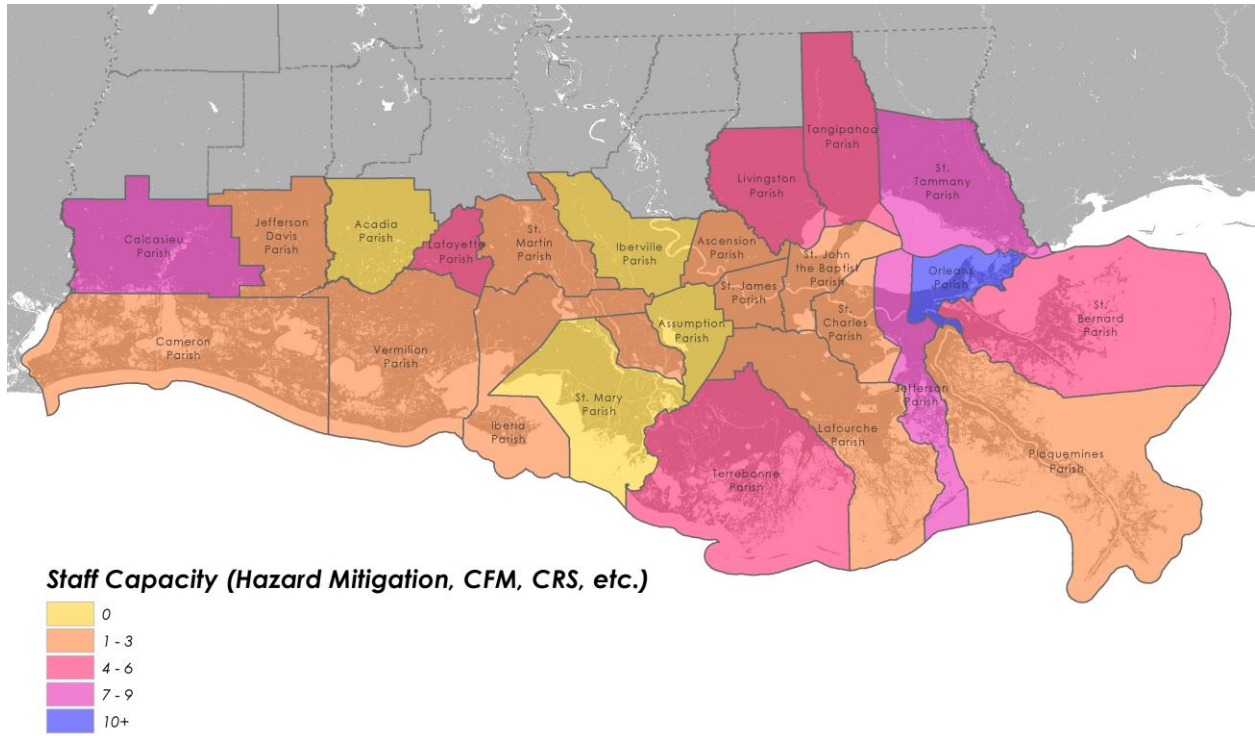 Tangipahoa
Parish
St.
Tammany
Parish
Livingston
Parish
Calcasieu
Parish
Jefferson
Davis
Parish
Acadia
Parish
Lafayette
Parish
St.
Martin
Parish
Iberville
Parish
Ascension
Parish
St. John
the Baptist
Parish
Orleans
Parish
St. James
Parish
St.
Charles
Parish
St.
Bernard
Parish
Assumption
Parish
Cameron
Parish
Vermilion
Parish
St. Mary
Parish
Jefferson
Parish
Iberia
Parish
Lafourche
Parish
Plaquemines
Parish
Terrebonne
Parish
Staff Capacity (Hazard Mitigation, CFM, CRS, etc.)
0
1 - 3
4 - 6
7 - 9
10+